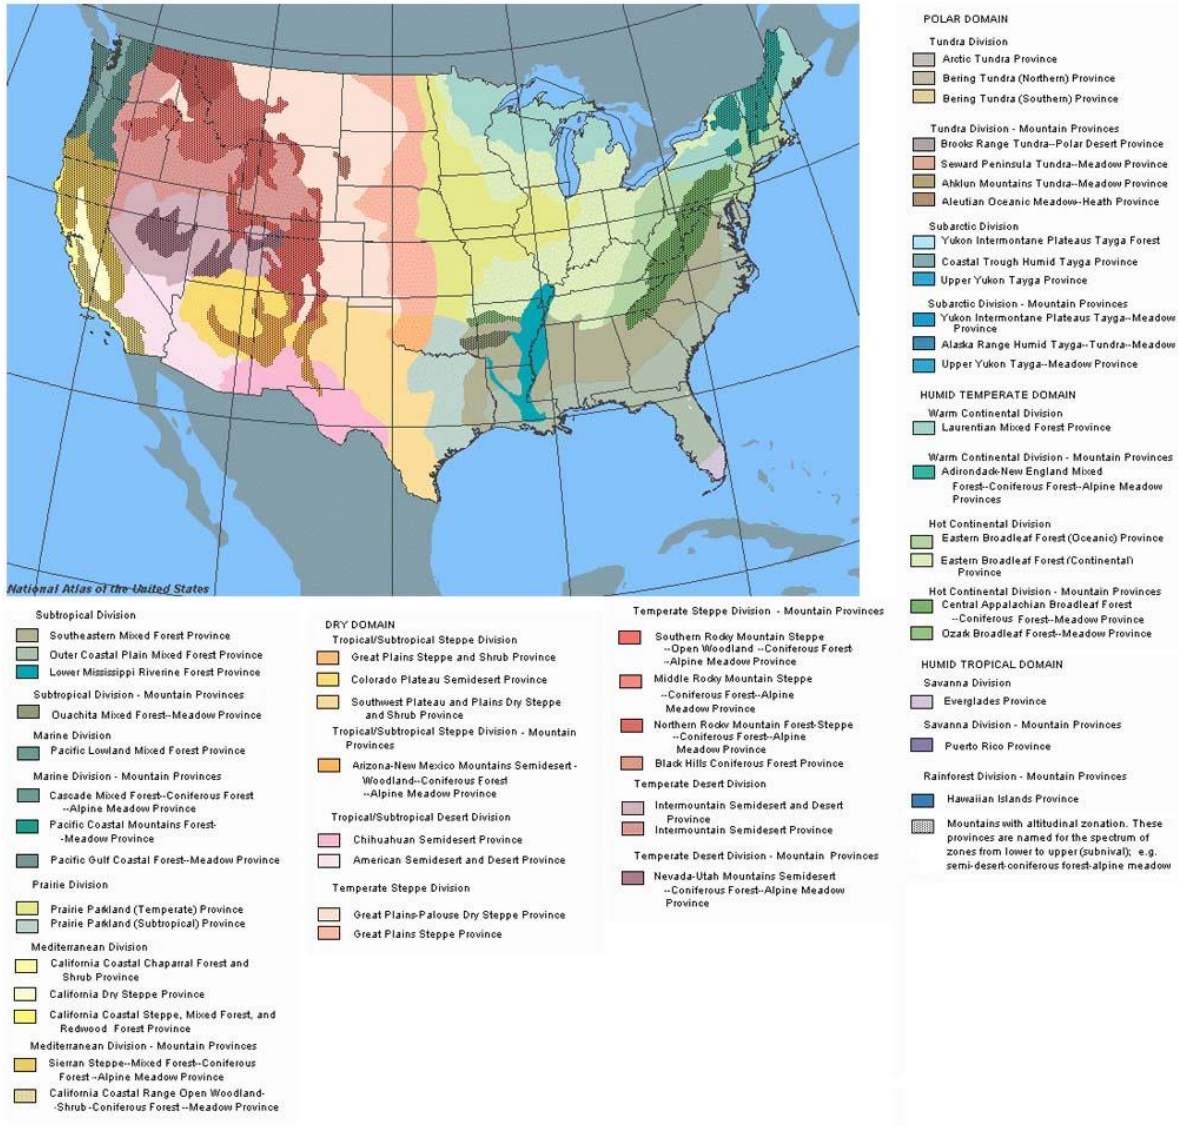 National Atlas of the United States
POLAR DOMAIN
Tundra Division
Arctic Tundra Province
Bering Tundra (Northern) Province
Bering Tundra (Southern) Province
Tundra Division - Mountain Provinces
Brooks Range Tundra--Polar Desert Province
Seward Peninsula Tundra--Meadow Province
Ahklun Mountains Tundra--Meadow Province
Aleutian Oceanic Meadow--Heath Province
Subarctic Division
Yukon Intermontane Plateaus Tayga Forest
Coastal Trough Humid Tayga Province
Upper Yukon Tayga Province
Subarctic Division - Mountain Provinces
Yukon Intermontane Plateaus Tayga--Meadow
Province
Alaska Range Humid Tayga--Tundra--Meadow
Upper Yukon Tayga--Meadow Province
HUMID TEMPERATE DOMAIN
Warm Continental Division
Laurentian Mixed Forest Province
Warm Continental Division - Mountain Provinces
Adirondack-New England Mixed
Forest--Coniferous Forest--Alpine Meadow
Provinces
Hot Continental Division
Eastern Broadleaf Forest (Oceanic) Province
Eastern Broadleaf Forest (Continental)
Province
Hot Continental Division - Mountain Provinces
Central Appalachian Broadleaf Forest
--Coniferous Forest--Meadow Province
Ozark Broadleaf Forest--Meadow Province
HUMID TROPICAL DOMAIN
Savanna Division
Everglades Province
Savanna Division - Mountain Provinces
Puerto Rico Province
Rainforest Division - Mountain Provinces
Hawaiian Islands Province
Mountains with altitudinal zonation. These
provinces are named for the spectrum of
zones from lower to upper (subnival); e.g.
semi-desert-coniferous forest-alpine meadow
Subtropical Division
Southeastern Mixed Forest Province
Outer Coastal Plain Mixed Forest Province
Lower Mississippi Riverine Forest Province
Subtropical Division - Mountain Provinces
Ouachita Mixed Forest--Meadow Province
Marine Division
Pacific Lowland Mixed Forest Province
Marine Division - Mountain Provinces
Cascade Mixed Forest--Coniferous Forest
--Alpine Meadow Province
Pacific Coastal Mountains Forest-
-Meadow Province
Pacific Gulf Coastal Forest--Meadow Province
Prairie Division
Prairie Parkland (Temperate) Province
Prairie Parkland (Subtropical) Province
Mediterranean Division
California Coastal Chaparral Forest and
Shrub Province
California Dry Steppe Province
California Coastal Steppe, Mixed Forest, and
Redwood Forest Province
Mediterranean Division - Mountain Provinces
Sierran Steppe--Mixed Forest--Coniferous
Forest--Alpine Meadow Province
California Coastal Range Open Woodland-
-Shrub-Coniferous Forest--Meadow Province
DRY DOMAIN
Tropical/Subtropical Steppe Division
Great Plains Steppe and Shrub Province
Colorado Plateau Semidesert Province
Southwest Plateau and Plains Dry Steppe
and Shrub Province
Tropical/Subtropical Steppe Division - Mountain
Provinces
Arizona-New Mexico Mountains Semidesert-
Woodland--Coniferous Forest
--Alpine Meadow Province
Tropical/Subtropical Desert Division
Chihuahuan Semidesert Province
American Semidesert and Desert Province
Temperate Steppe Division
Great Plains-Palouse Dry Steppe Province
Great Plains Steppe Province
Temperate Steppe Division - Mountain Provinces
Southern Rocky Mountain Steppe
--Open Woodland --Coniferous Forest-
-Alpine Meadow Province
Middle Rocky Mountain Steppe
--Coniferous Forest--Alpine
Meadow Province
Northern Rocky Mountain Forest-Steppe
--Coniferous Forest--Alpine
Meadow Province
Black Hills Coniferous Forest Province
Temperate Desert Division
Intermountain Semidesert and Desert
Province
Intermountain Semidesert Province
Temperate Desert Division - Mountain Provinces
Nevada-Utah Mountains Semidesert
--Coniferous Forest--Alpine Meadow
Province